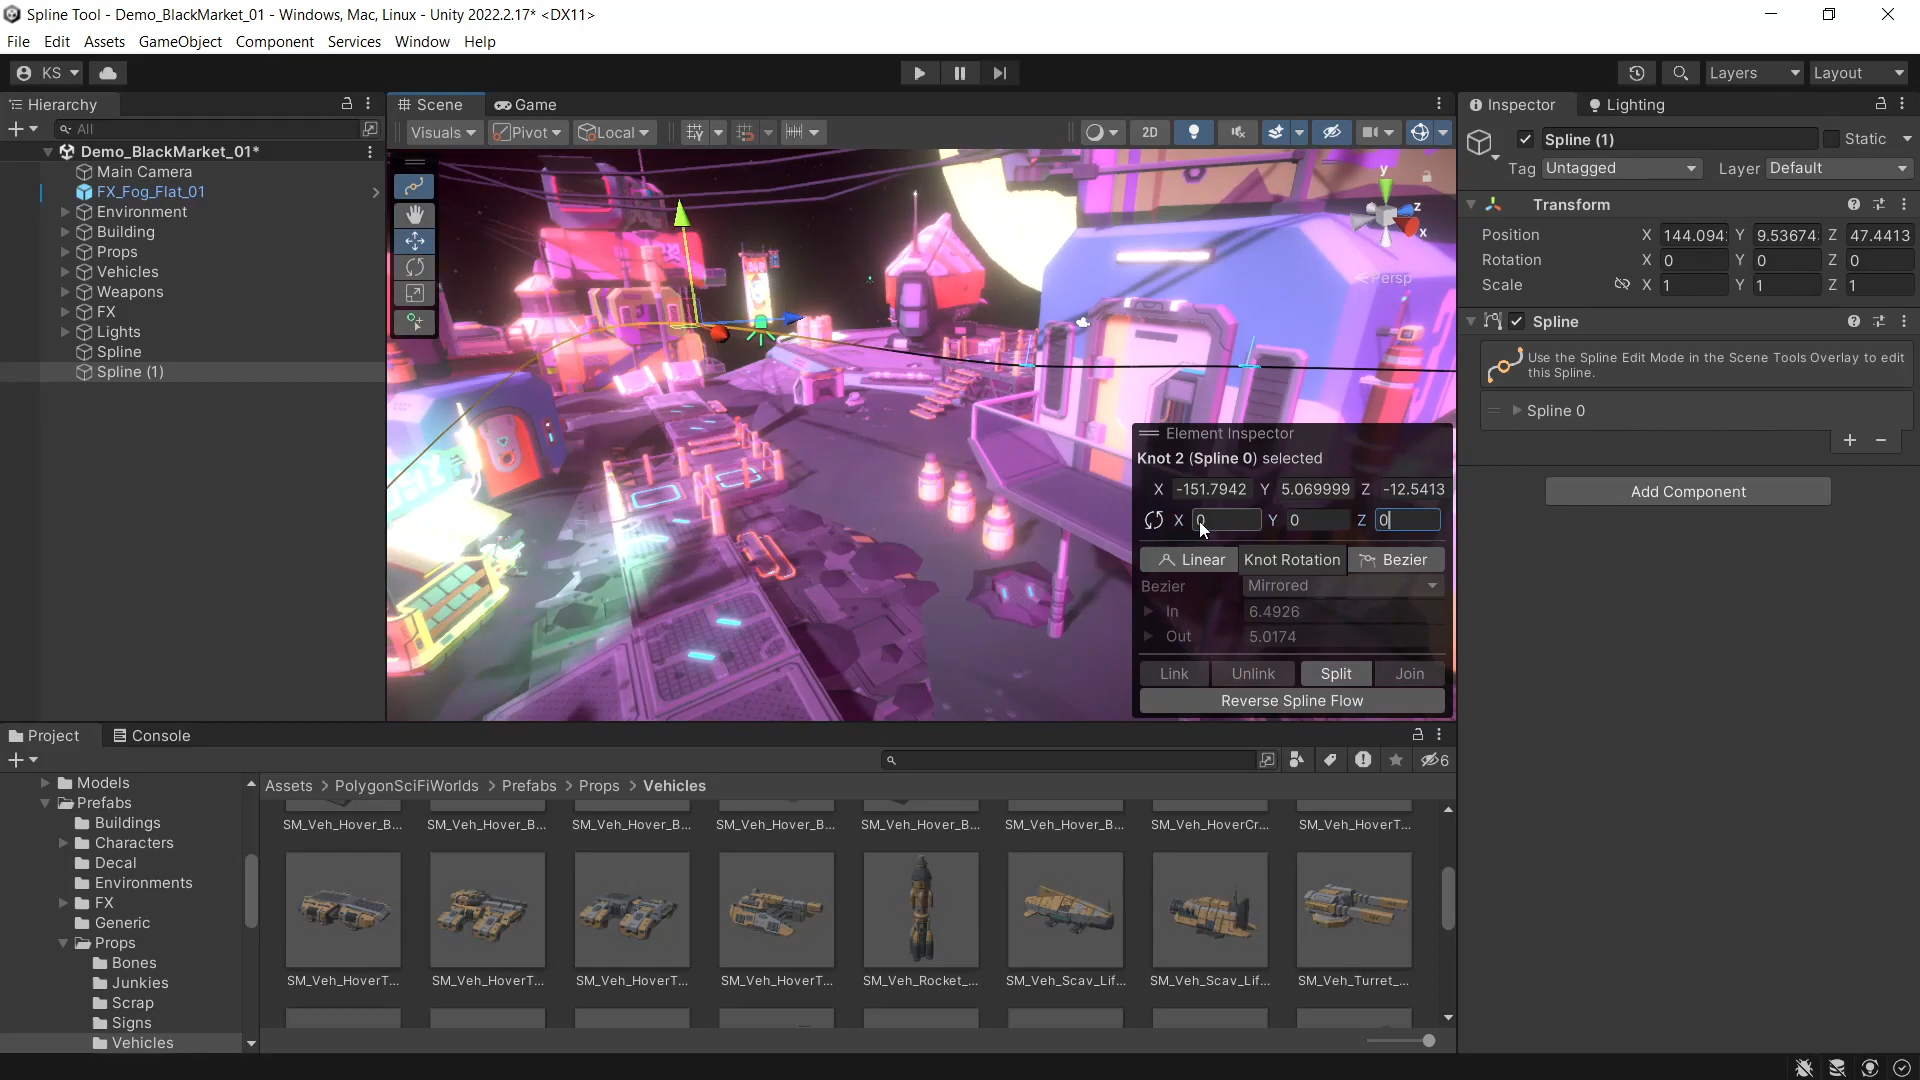 Spline Tool - Demo_BlackMarket_01 - Windows, Mac, Linux - Unity 2022.2.17* <DX11>
File Edit Assets GameObject Component Services Window Help
KS Layers Layout
Hierarchy
All
Demo_BlackMarket_01*
Main Camera
FX_Fog_Flat_01
Environment
Building
Props
Vehicles
Weapons
FX
Lights
Spline
Spline (1)
Scene Game
Visuals Pivot Local 2D
y
z
x
Persp
Element Inspector
Knot 2 (Spline 0) selected
X -151.7942 Y 5.069999 Z -12.5413
X 0 Y 0 Z 0
Linear Knot Rotation Bezier
Bezier Mirrored
In 6.4926
Out 5.0174
Link Unlink Split Join
Reverse Spline Flow
Inspector Lighting
Spline (1) Static
Tag Untagged Layer Default
Transform
Position X 144.094 Y 9.53674 Z 47.4413
Rotation X 0 Y 0 Z 0
Scale X 1 Y 1 Z 1
Spline
Use the Spline Edit Mode in the Scene Tools Overlay to edit
this Spline.
Spline 0
Add Component
Project Console
6
Models
Prefabs
Buildings
Characters
Decal
Environments
FX
Generic
Props
Bones
Junkies
Scrap
Signs
Vehicles
Assets > PolygonSciFiWorlds > Prefabs > Props > Vehicles
SM_Veh_Hover_B... SM_Veh_Hover_B... SM_Veh_Hover_B... SM_Veh_Hover_B... SM_Veh_Hover_B... SM_Veh_Hover_B... SM_Veh_HoverCr... SM_Veh_HoverT...
SM_Veh_HoverT... SM_Veh_HoverT... SM_Veh_HoverT... SM_Veh_HoverT... SM_Veh_Rocket_... SM_Veh_Scav_Lif... SM_Veh_Scav_Lif... SM_Veh_Turret_...